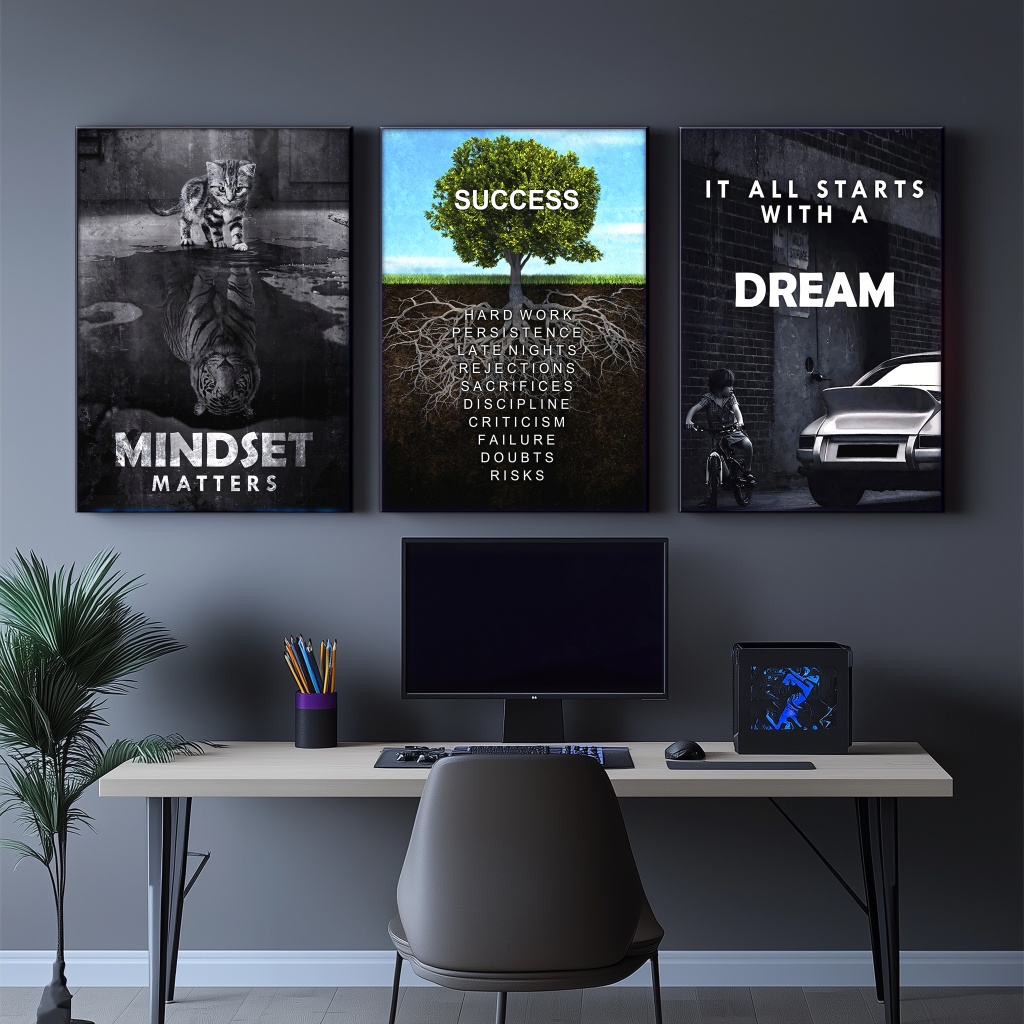 MINDSET
MATTERS
SUCCESS
HARD WORK
PERSISTENCE
LATE NIGHTS
REJECTIONS
SACRIFICES
DISCIPLINE
CRITICISM
FAILURE
DOUBTS
RISKS
IT ALL STARTS
WITH A
DREAM